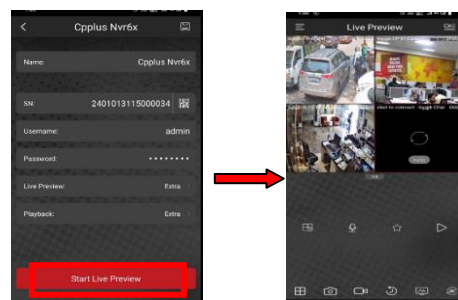 Cpplus Nvr6x
Name:
Cpplus Nvr6x
SN:
2401013115000034
Username:
admin
Password:
••••••••
Live Preview:
Extra
Playback:
Extra
Start Live Preview
Live Preview